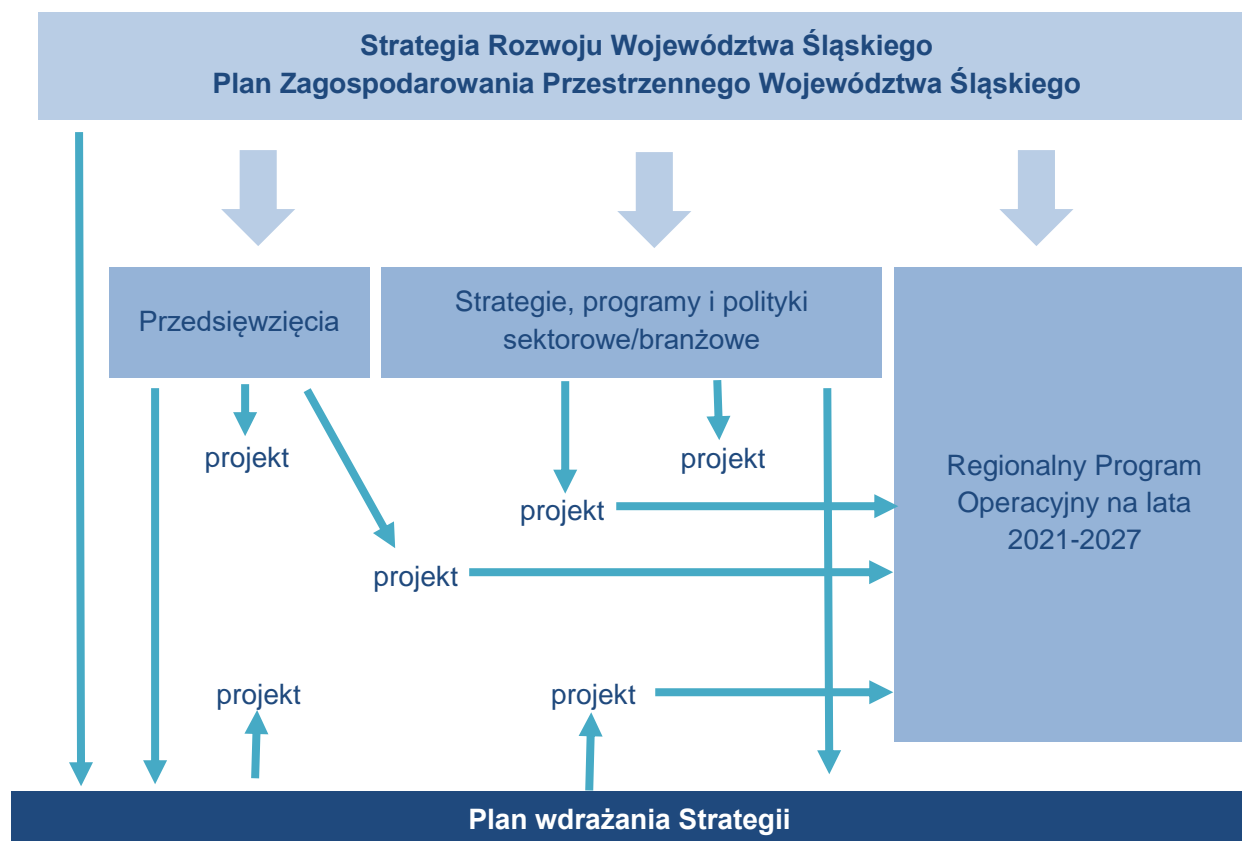 Strategia Rozwoju Województwa Śląskiego
Plan Zagospodarowania Przestrzennego Województwa Śląskiego
Przedsięwzięcia
Strategie, programy i polityki
sektorowe/branżowe
Regionalny Program
Operacyjny na lata
2021-2027
projekt
projekt
projekt
projekt
projekt
projekt
Plan wdrażania Strategii